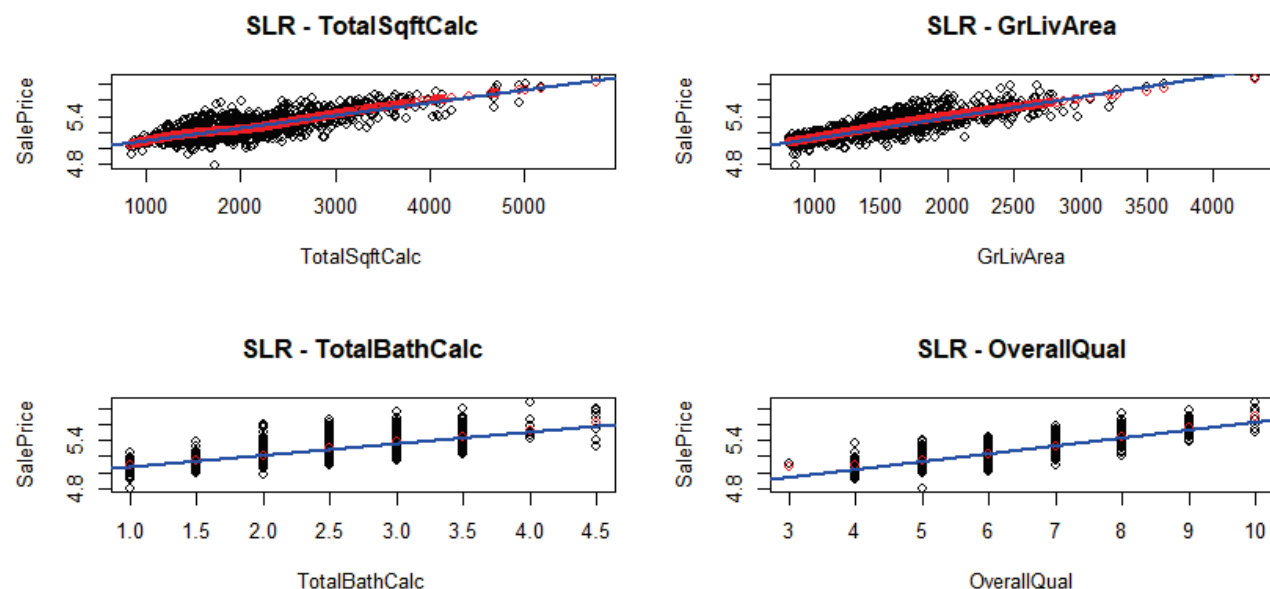 SLR - TotalSqftCalc
SalePrice
4.8 5.4
1000 2000 3000 4000 5000
TotalSqftCalc
SLR - GrLivArea
SalePrice
4.8 5.4
1000 1500 2000 2500 3000 3500 4000
GrLivArea
SLR - TotalBathCalc
SalePrice
4.8 5.4
1.0 1.5 2.0 2.5 3.0 3.5 4.0 4.5
TotalBathCalc
SLR - OverallQual
SalePrice
4.8 5.4
3 4 5 6 7 8 9 10
OverallQual